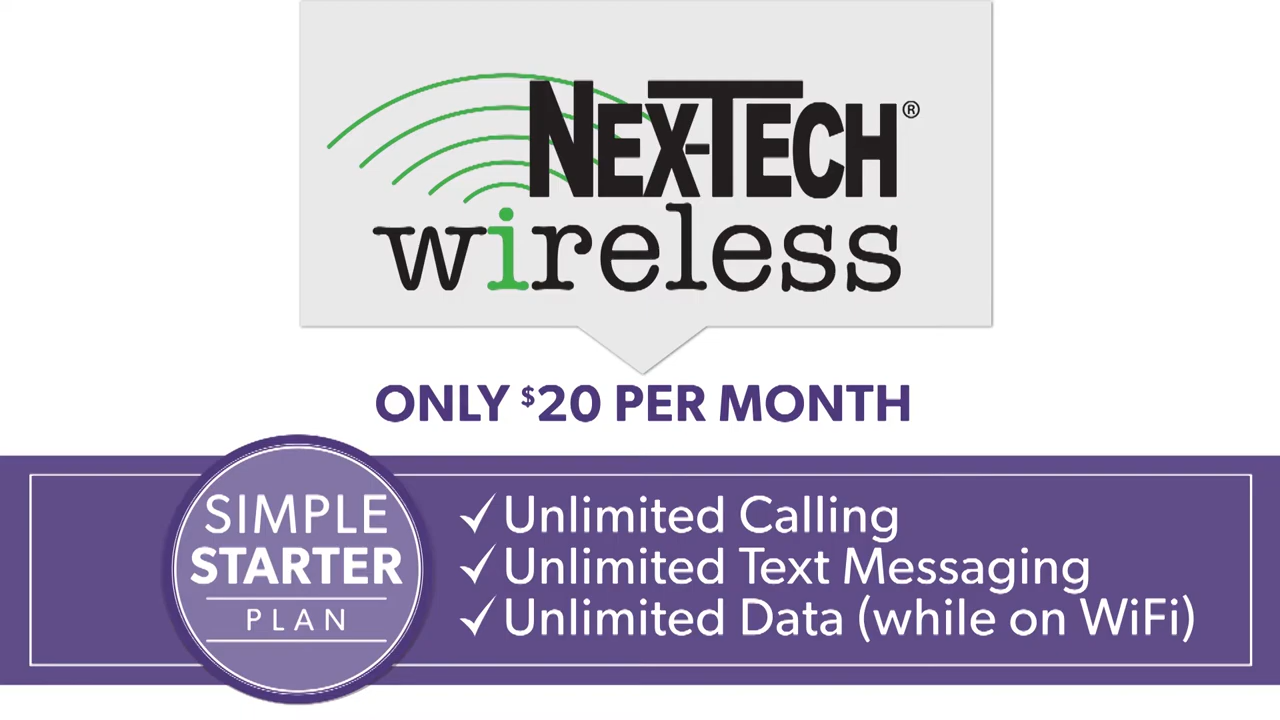 NEX-TECH®
wireless
ONLY $20 PER MONTH
SIMPLE
STARTER
PLAN
✓Unlimited Calling
✓Unlimited Text Messaging
✓Unlimited Data (while on WiFi)